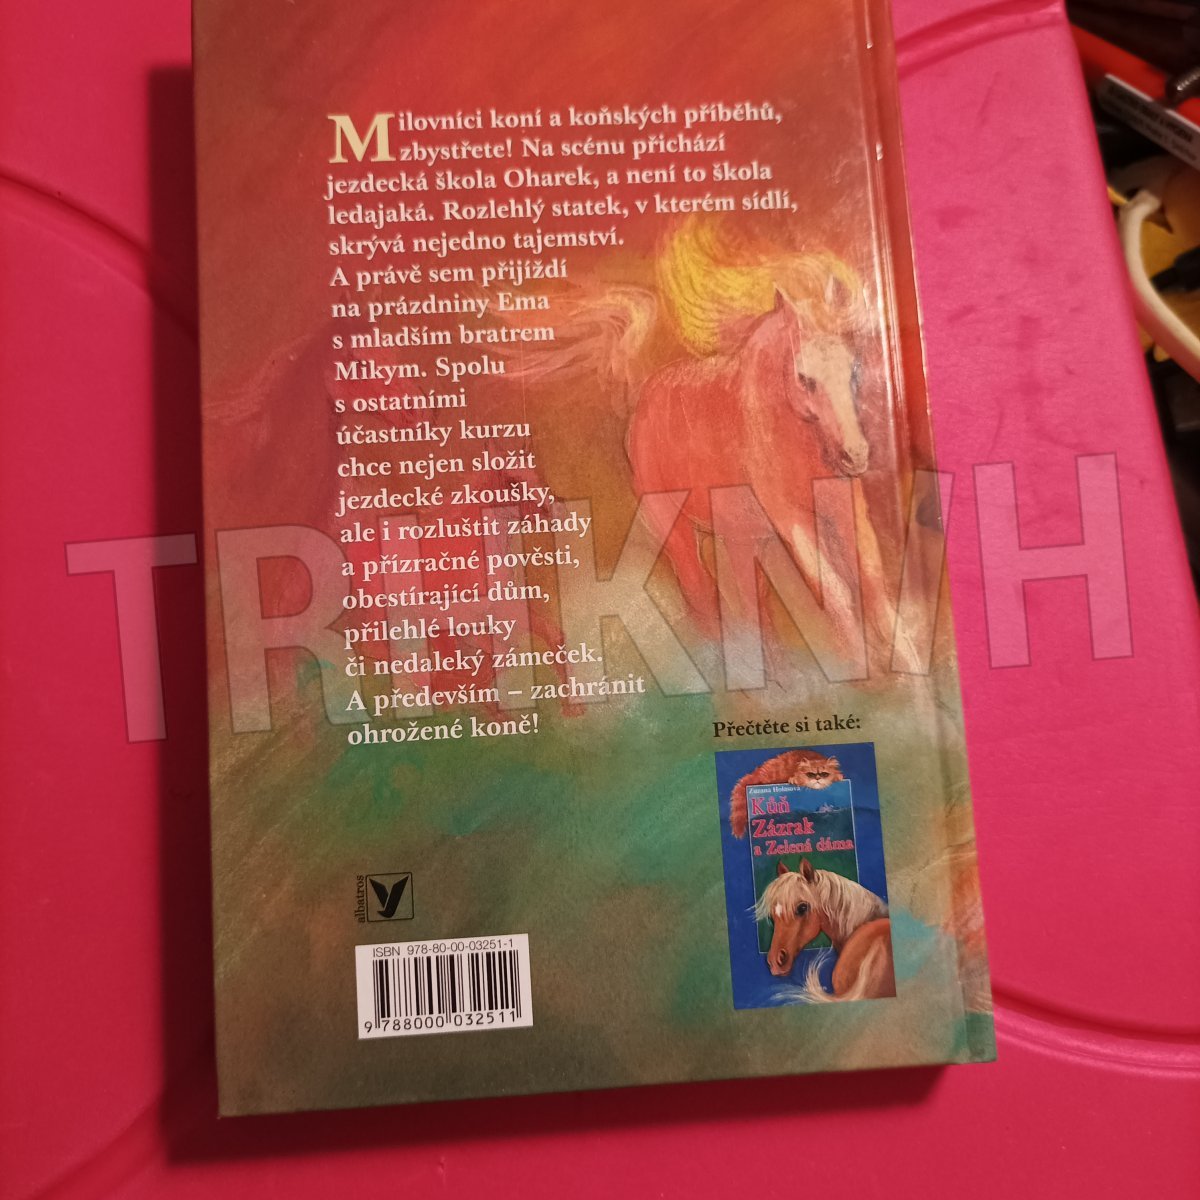 Milovníci koní a koňských příběhů,
zbystřete! Na scénu přichází
jezdecká škola Oharek, a není to škola
ledajaká. Rozlehlý statek, v kterém sídlí,
skrývá nejedno tajemství.
A právě sem přijíždí
na prázdniny Ema
s mladším bratrem
Mikym. Spolu
s ostatními
účastníky kurzu
chce nejen složit
jezdecké zkoušky,
ale i rozluštit záhady
a přízračné pověsti,
obestírající dům,
přilehlé louky
či nedaleký zámeček.
A především – zachránit
ohrožené koně!
Přečtěte si také:
Zuzana Holasová
Kůň
Zázrak
a Zelená dáma
albatros
ISBN 978-80-00-03251-1
9 788000 032511